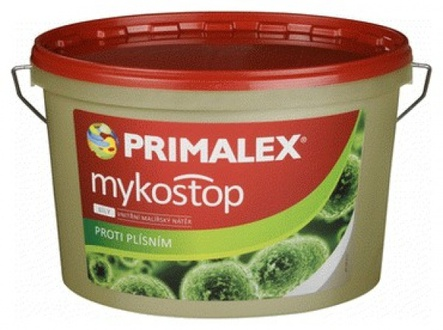 PRIMALEX®
mykostop
BÍLÝ VNITŘNÍ MALÍŘSKÝ NÁTĚR
PROTI PLÍSNÍM